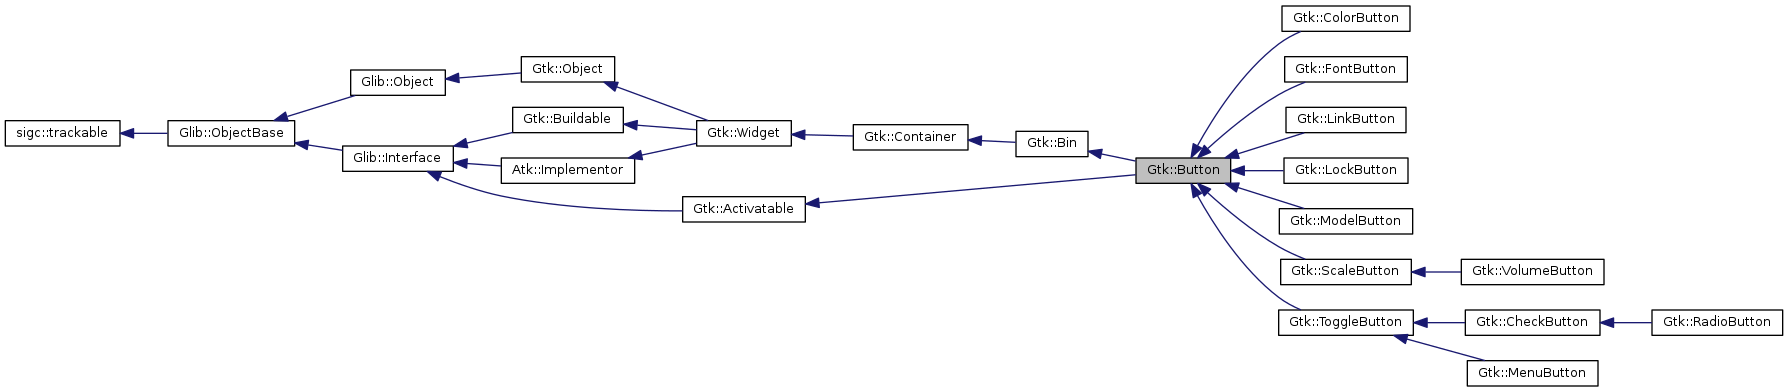 sigc::trackable
Glib::ObjectBase
Glib::Object
Glib::Interface
Gtk::Object
Gtk::Buildable
Atk::Implementor
Gtk::Activatable
Gtk::Widget
Gtk::Container
Gtk::Bin
Gtk::Button
Gtk::ColorButton
Gtk::FontButton
Gtk::LinkButton
Gtk::LockButton
Gtk::ModelButton
Gtk::ScaleButton
Gtk::VolumeButton
Gtk::ToggleButton
Gtk::CheckButton
Gtk::RadioButton
Gtk::MenuButton